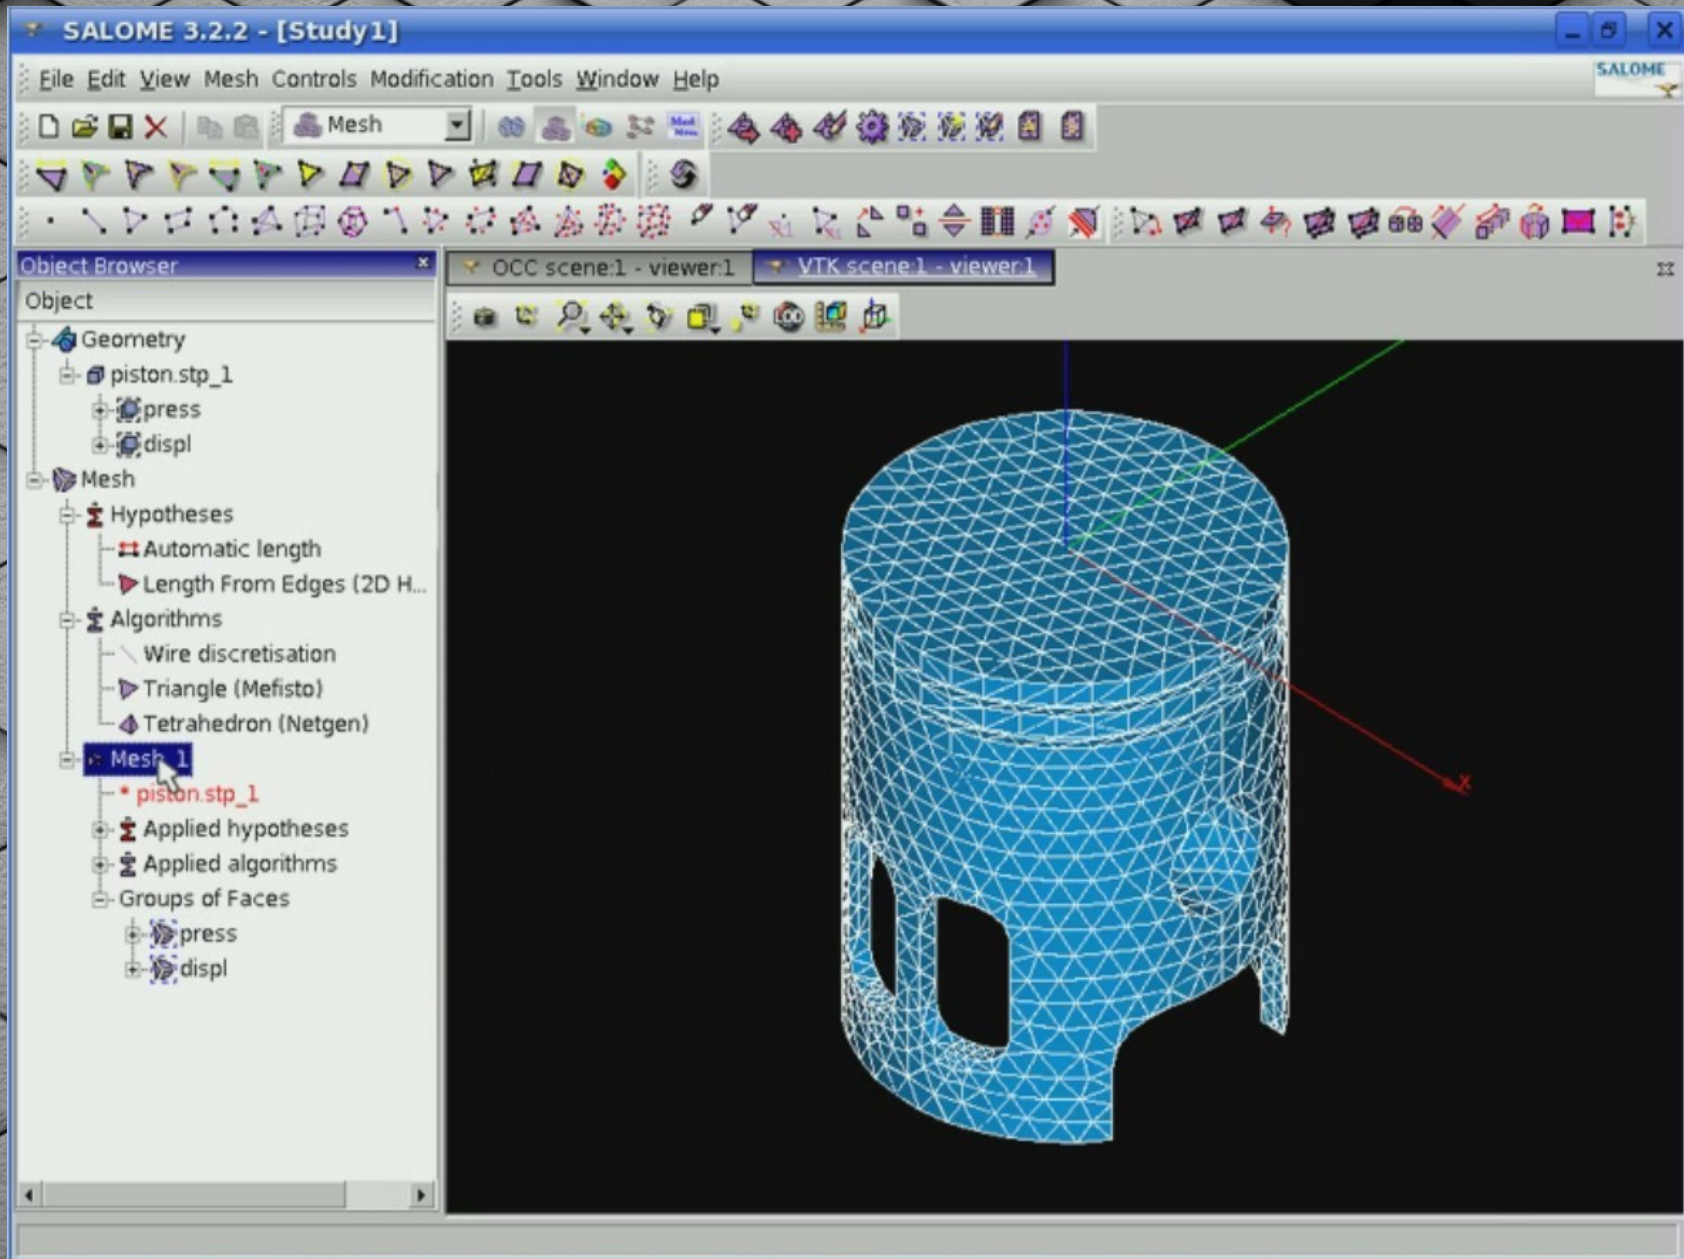 SALOME 3.2.2 - [Study1]
File Edit View Mesh Controls Modification Tools Window Help
SALOME
Mesh
Object Browser
OCC scene:1 - viewer:1
VTK scene:1 - viewer:1
Object
Geometry
piston.stp_1
press
displ
Mesh
Hypotheses
Automatic length
Length From Edges (2D H...
Algorithms
Wire discretisation
Triangle (Mefisto)
Tetrahedron (Netgen)
Mesh_1
* piston.stp_1
Applied hypotheses
Applied algorithms
Groups of Faces
press
displ
X